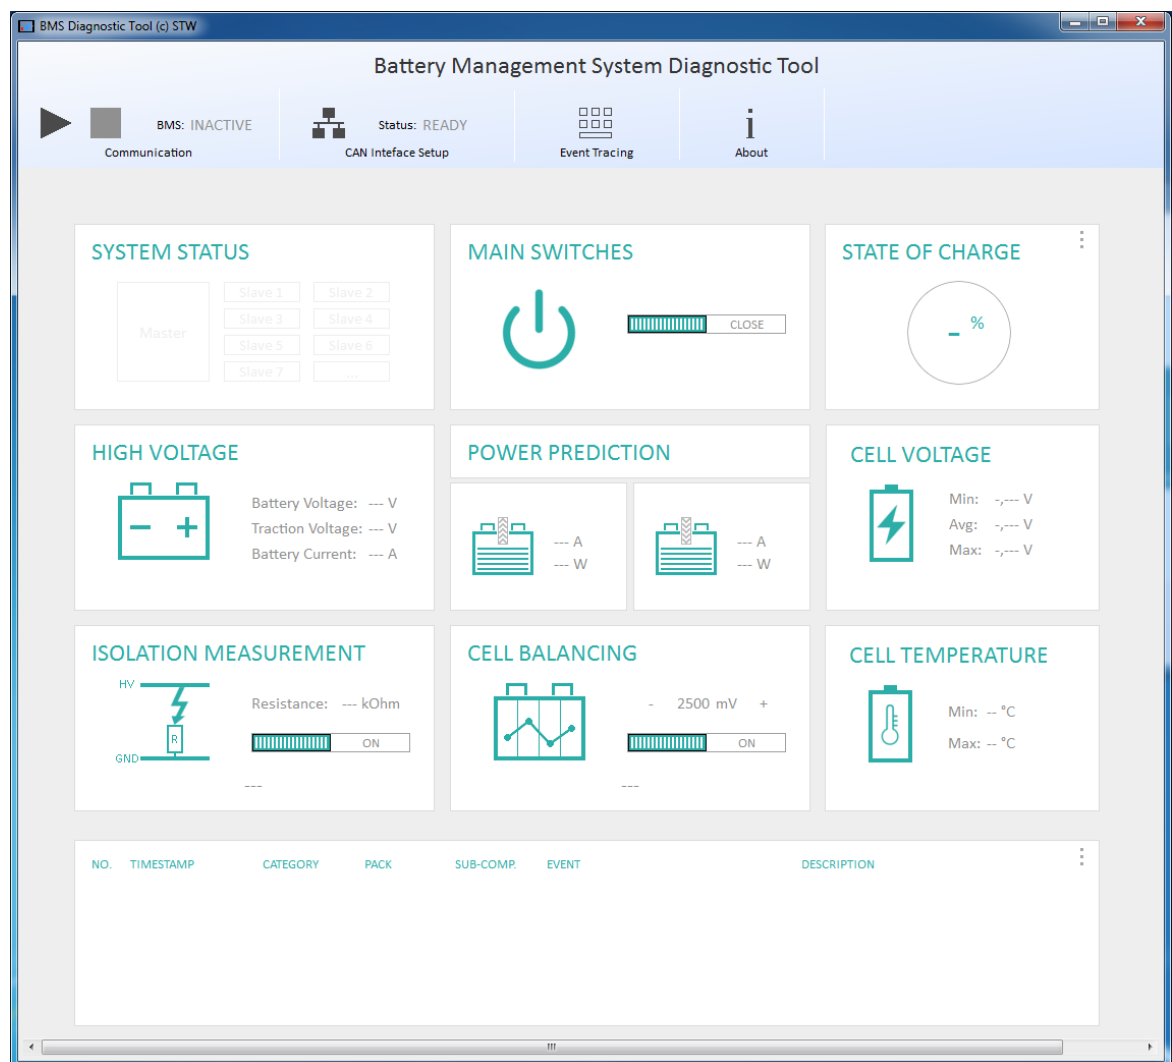 BMS Diagnostic Tool (c) STW
Battery Management System Diagnostic Tool
BMS: INACTIVE
Communication
Status: READY
CAN Inteface Setup
Event Tracing
i
About
SYSTEM STATUS
Master
Slave 1 Slave 2
Slave 3 Slave 4
Slave 5 Slave 6
Slave 7 ...
MAIN SWITCHES
CLOSE
STATE OF CHARGE
- %
HIGH VOLTAGE
Battery Voltage: --- V
Traction Voltage: --- V
Battery Current: --- A
POWER PREDICTION
--- A
--- W
--- A
--- W
CELL VOLTAGE
Min: -,--- V
Avg: -,--- V
Max: -,--- V
ISOLATION MEASUREMENT
HV
R
GND
Resistance: --- kOhm
ON
---
CELL BALANCING
- 2500 mV +
ON
---
CELL TEMPERATURE
Min: -- °C
Max: -- °C
NO. TIMESTAMP CATEGORY PACK SUB-COMP. EVENT DESCRIPTION